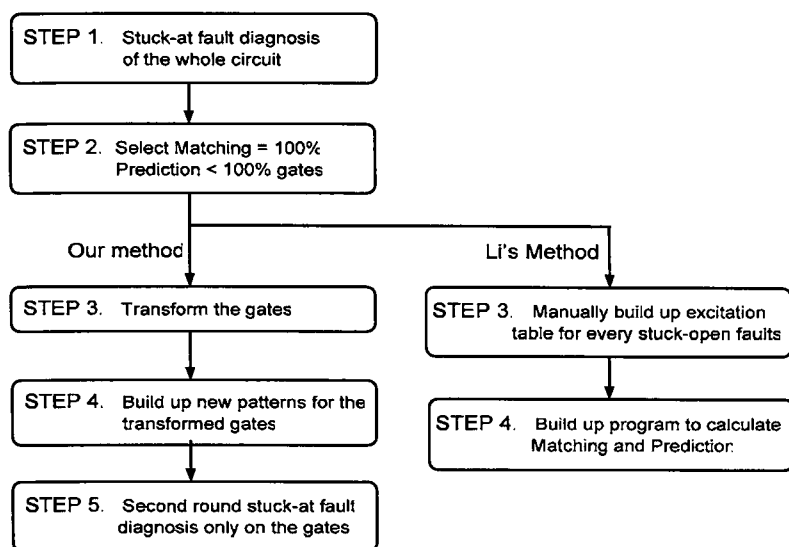 STEP 1. Stuck-at fault diagnosis
of the whole circuit
STEP 2. Select Matching = 100%
Prediction < 100% gates
Our method
Li's Method
STEP 3. Transform the gates
STEP 4. Build up new patterns for the
transformed gates
STEP 5. Second round stuck-at fault
diagnosis only on the gates
STEP 3. Manually build up excitation
table for every stuck-open faults
STEP 4. Build up program to calculate
Matching and Prediction.